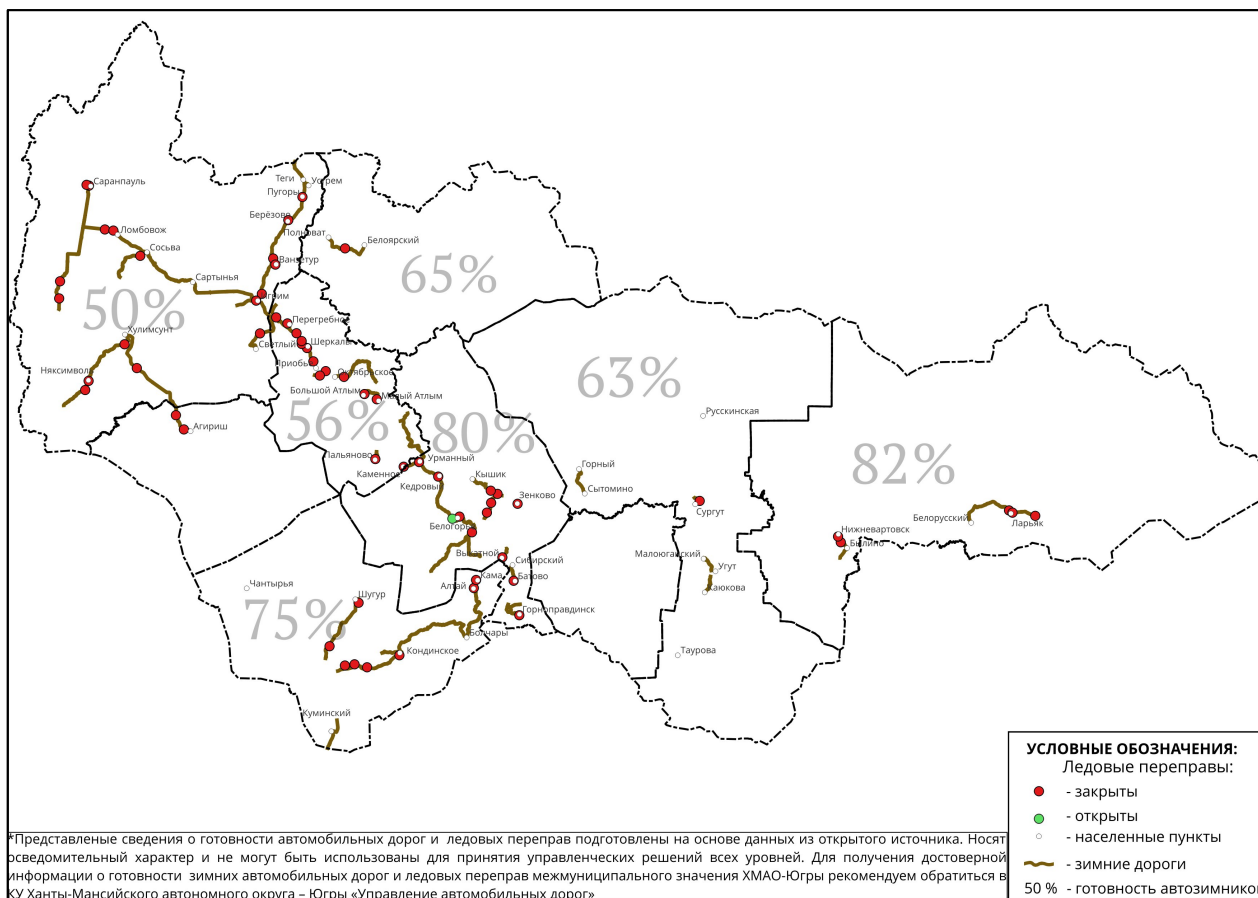 Теги
Устрем
Пугоры
Саранпауль
Берёзово
Полноват
Ломбовож
Белоярский
Сосьва
Ванзетур
65%
Сартынья
50%
Игрим
Перегребное
Хулимсунт
Светлый
Шеркалы
Приобье
Няксимволь
Октябрьское
63%
Большой Атлым
Малый Атлым
Русскинская
56%
80%
Агириш
82%
Пальяново
Урманный
Каменное
Горный
Кышик
Кедровый
Сытомино
Зенково
Сургут
Белорусский
Ларьяк
Белогорье
Нижневартовск
Былино
Выкатной
Малоюганский
Сибирский
Угут
Чантырья
Кама
Батово
Алтай
Каюкова
Шугур
75%
Горноправдинск
Болчары
Кондинское
Таурова
Куминский
УСЛОВНЫЕ ОБОЗНАЧЕНИЯ:
Ледовые переправы:
- закрыты
- открыты
- населенные пункты
- зимние дороги
50 % - готовность автозимников
*Представленые сведения о готовности автомобильных дорог и ледовых переправ подготовлены на основе данных из открытого источника. Носят
осведомительный характер и не могут быть использованы для принятия управленческих решений всех уровней. Для получения достоверной
информации о готовности зимних автомобильных дорог и ледовых переправ межмуниципального значения ХМАО-Югры рекомендуем обратиться в
КУ Ханты-Мансийского автономного округа – Югры «Управление автомобильных дорог»